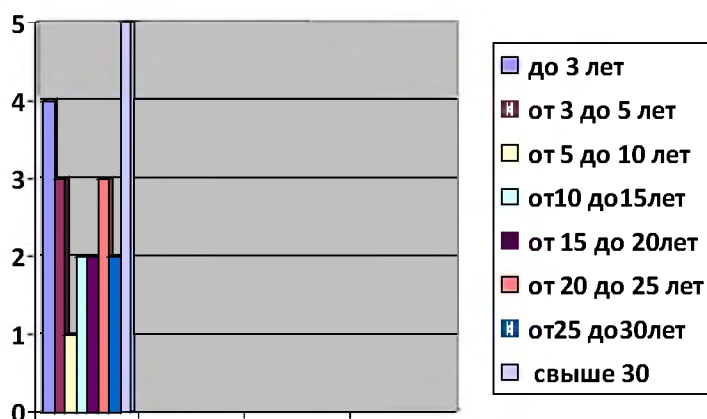 5
4
3
2
1
0
до 3 лет
от 3 до 5 лет
от 5 до 10 лет
от10 до15лет
от 15 до 20лет
от 20 до 25 лет
от25 до30лет
свыше 30